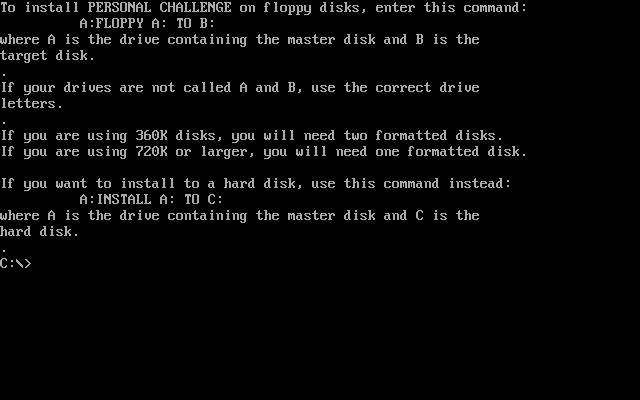 To install PERSONAL CHALLENGE on floppy disks, enter this command:
A:FLOPPY A: TO B:
where A is the drive containing the master disk and B is the
target disk.
.
If your drives are not called A and B, use the correct drive
letters.
.
If you are using 360K disks, you will need two formatted disks.
If you are using 720K or larger, you will need one formatted disk.
If you want to install to a hard disk, use this command instead:
A:INSTALL A: TO C:
where A is the drive containing the master disk and C is the
hard disk.
.
C:\>